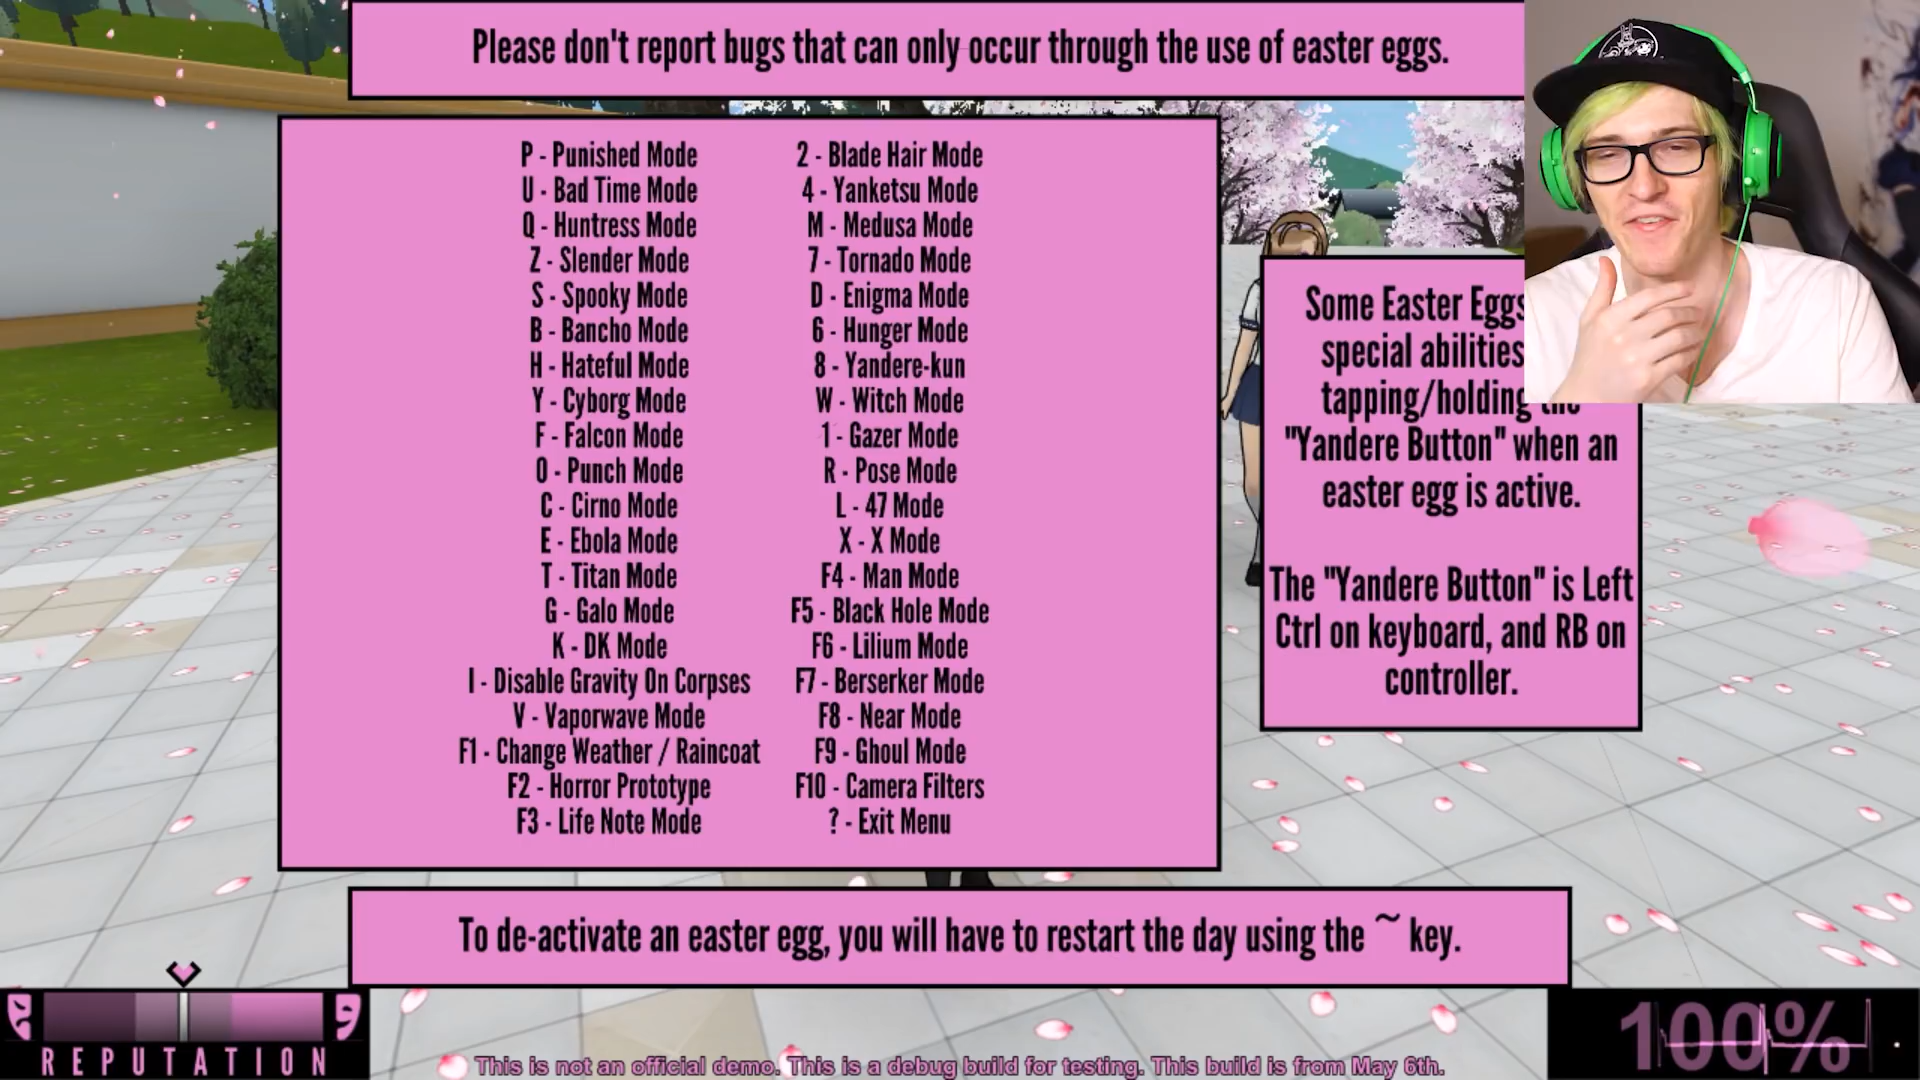 Please don't report bugs that can only occur through the use of easter eggs.
P - Punished Mode
U - Bad Time Mode
Q - Huntress Mode
Z - Slender Mode
S - Spooky Mode
B - Bancho Mode
H - Hateful Mode
Y - Cyborg Mode
F - Falcon Mode
O - Punch Mode
C - Cirno Mode
E - Ebola Mode
T - Titan Mode
G - Galo Mode
K - DK Mode
I - Disable Gravity On Corpses
V - Vaporwave Mode
F1 - Change Weather / Raincoat
F2 - Horror Prototype
F3 - Life Note Mode
2 - Blade Hair Mode
4 - Yanketsu Mode
M - Medusa Mode
7 - Tornado Mode
D - Enigma Mode
6 - Hunger Mode
8 - Yandere-kun
W - Witch Mode
1 - Gazer Mode
R - Pose Mode
L - 47 Mode
X - X Mode
F4 - Man Mode
F5 - Black Hole Mode
F6 - Lilium Mode
F7 - Berserker Mode
F8 - Near Mode
F9 - Ghoul Mode
F10 - Camera Filters
? - Exit Menu
Some Easter Eggs
special abilities
tapping/holding the
"Yandere Button" when an
easter egg is active.
The "Yandere Button" is Left
Ctrl on keyboard, and RB on
controller.
To de-activate an easter egg, you will have to restart the day using the ~ key.
REPUTATION
100%
This is not an official demo. This is a debug build for testing. This build is from May 6th.